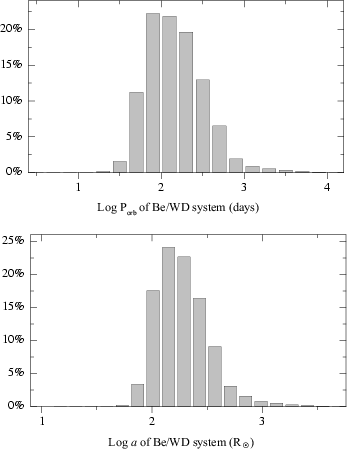 20%
15%
10%
5%
0%
1 2 3 4
Log P_orb of Be/WD system (days)
25%
20%
15%
10%
5%
0%
1 2 3
Log a of Be/WD system (R_☉)